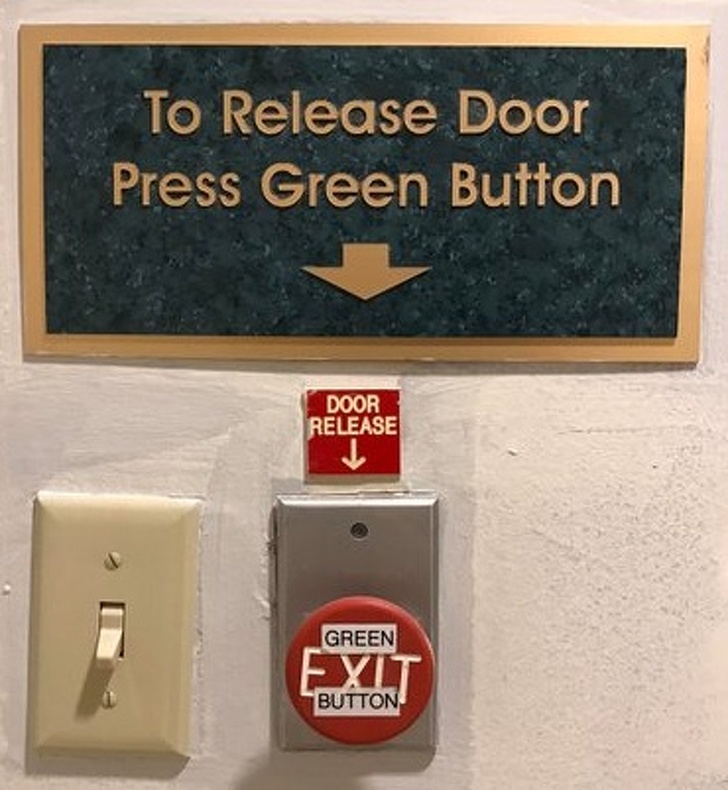 To Release Door
Press Green Button
DOOR
RELEASE
GREEN
EXIT
BUTTON